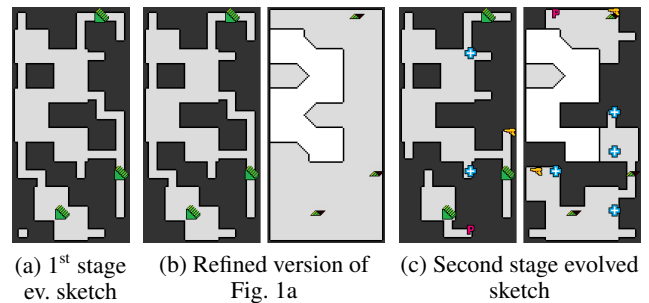 P
P
(a) 1st stage
ev. sketch
(b) Refined version of
Fig. 1a
(c) Second stage evolved
sketch